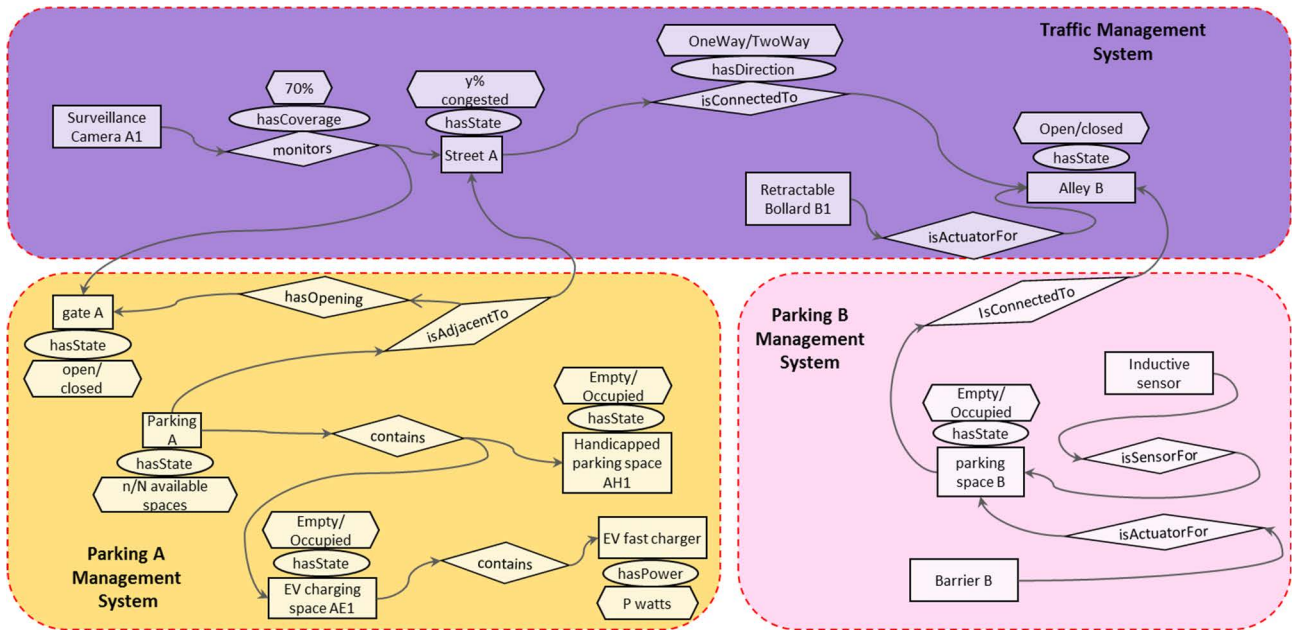 Traffic Management
System
OneWay/TwoWay
hasDirection
isConnectedTo
70%
hasCoverage
monitors
y%
congested
hasState
Street A
Surveillance
Camera A1
Open/closed
hasState
Alley B
Retractable
Bollard B1
isActuatorFor
gate A
hasState
open/
closed
hasOpening
isAdjacentTo
Parking
A
hasState
n/N available
spaces
contains
Empty/
Occupied
hasState
Handicapped
parking space
AH1
Empty/
Occupied
hasState
EV charging
space AE1
contains
EV fast charger
hasPower
P watts
Parking A
Management
System
Parking B
Management
System
IsConnectedTo
Inductive
sensor
Empty/
Occupied
hasState
parking
space B
isSensorFor
isActuatorFor
Barrier B